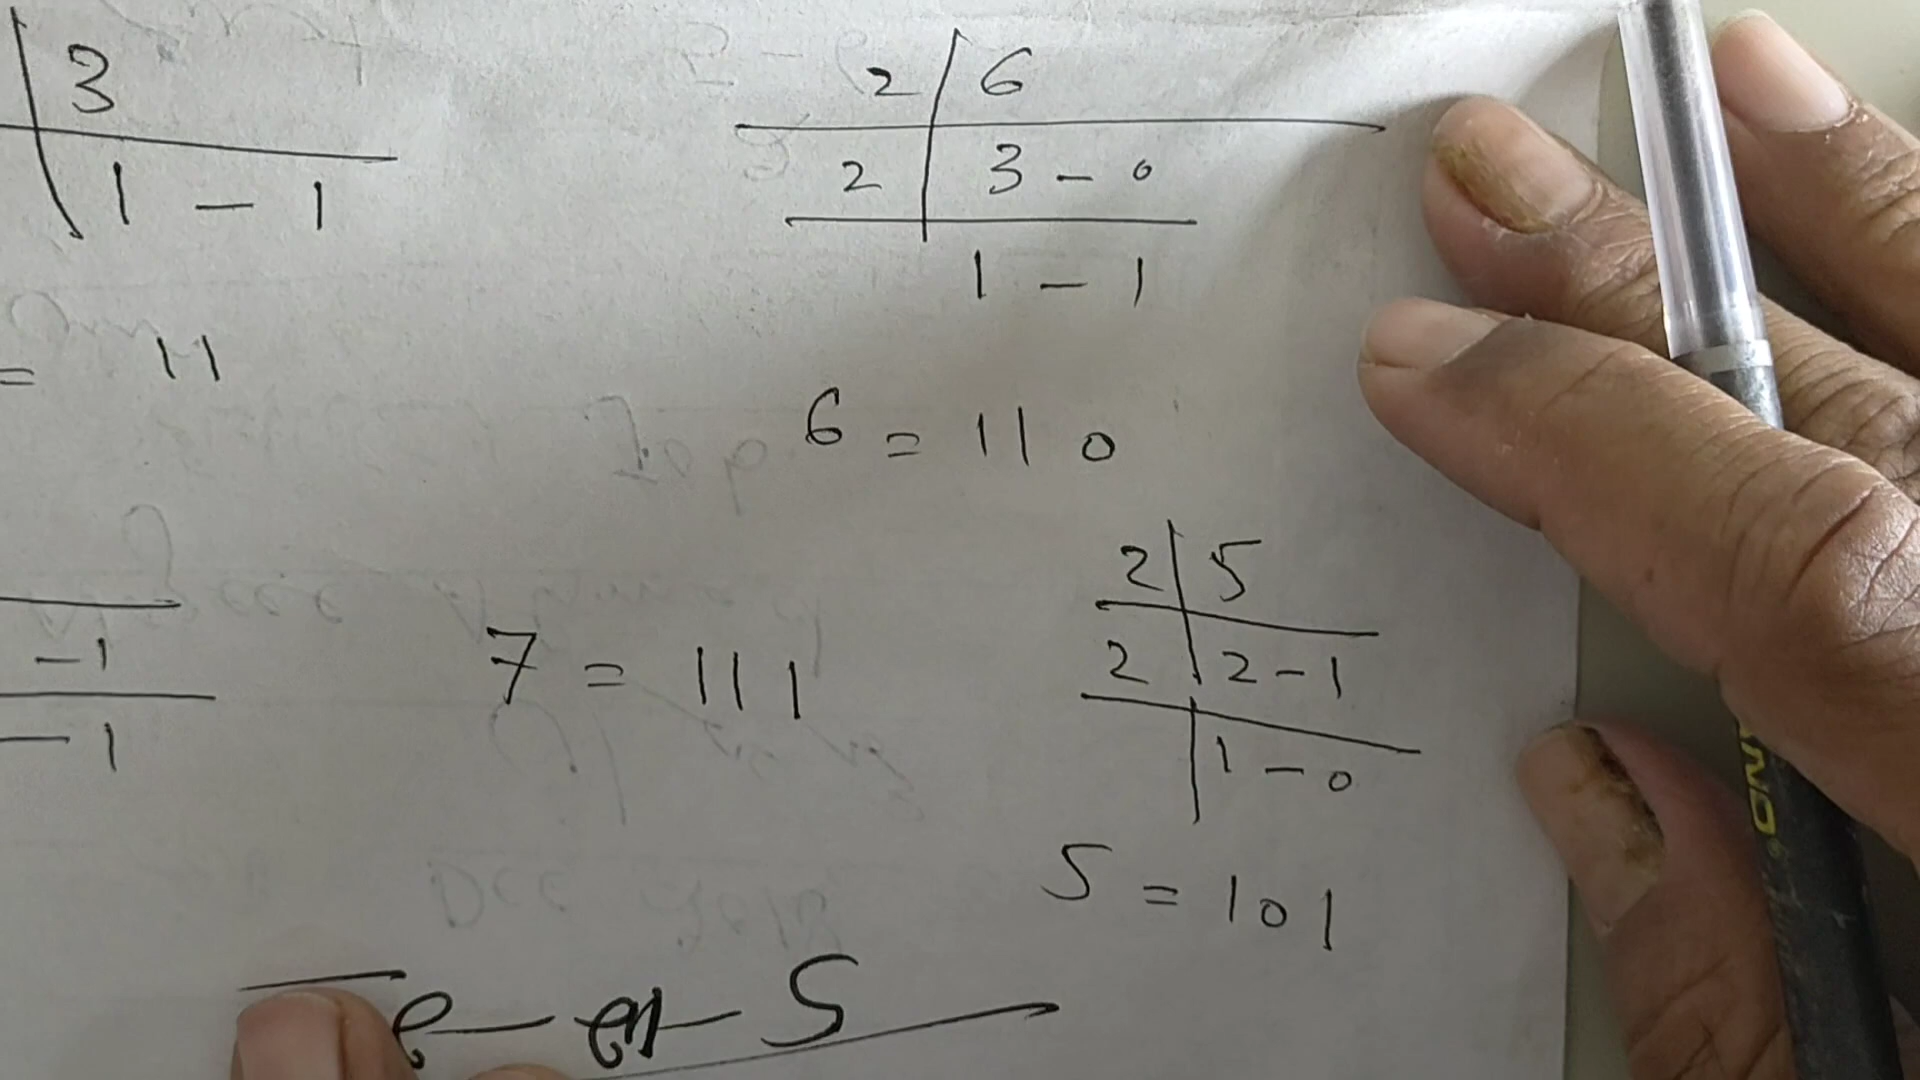 3
1 - 1
= 11
2 6
2 3 - 0
1 - 1
6 = 110
- 1
- 1
7 = 111
2 5
2 2 - 1
1 - 0
5 = 101